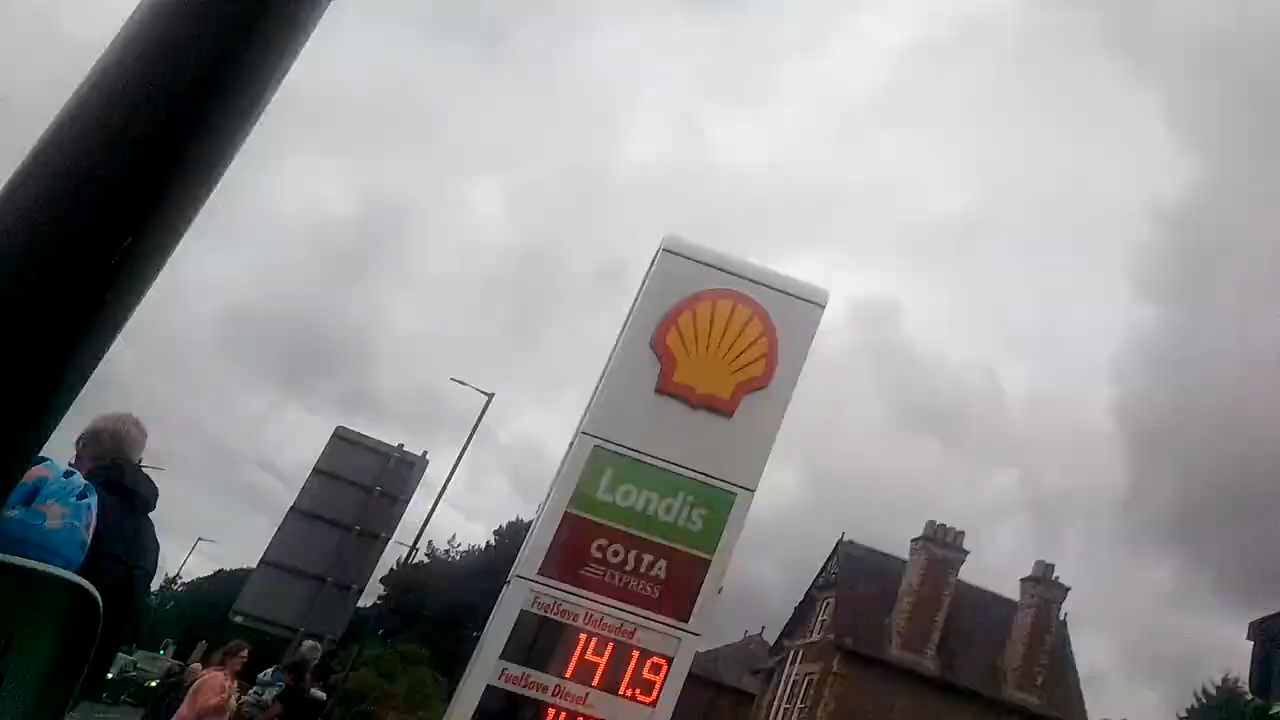 Londis
COSTA
EXPRESS
FuelSave Unleaded
141.9
FuelSave Diesel